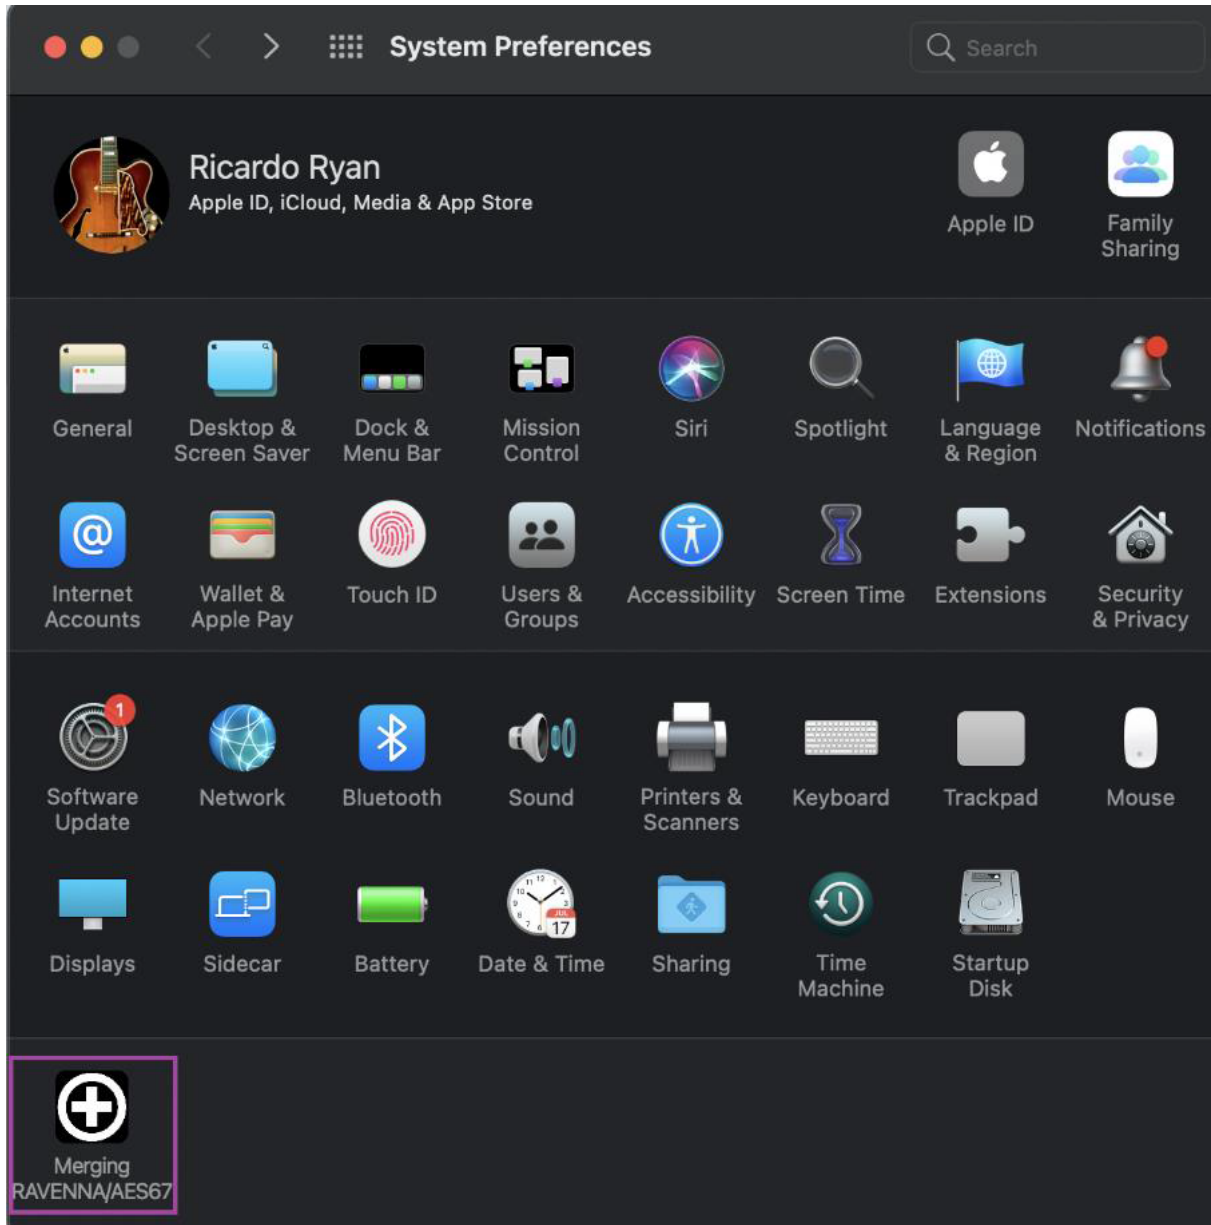 System Preferences
Search
Ricardo Ryan
Apple ID, iCloud, Media & App Store
Apple ID
Family
Sharing
General
Desktop &
Screen Saver
Dock &
Menu Bar
Mission
Control
Siri
Spotlight
Language
& Region
Notifications
@
Internet
Accounts
Wallet &
Apple Pay
Touch ID
Users &
Groups
Accessibility
Screen Time
Extensions
Security
& Privacy
1
Software
Update
Network
Bluetooth
Sound
Printers &
Scanners
Keyboard
Trackpad
Mouse
Displays
Sidecar
Battery
JUL
17
Date & Time
Sharing
Time
Machine
Startup
Disk
Merging
RAVENNA/AES67